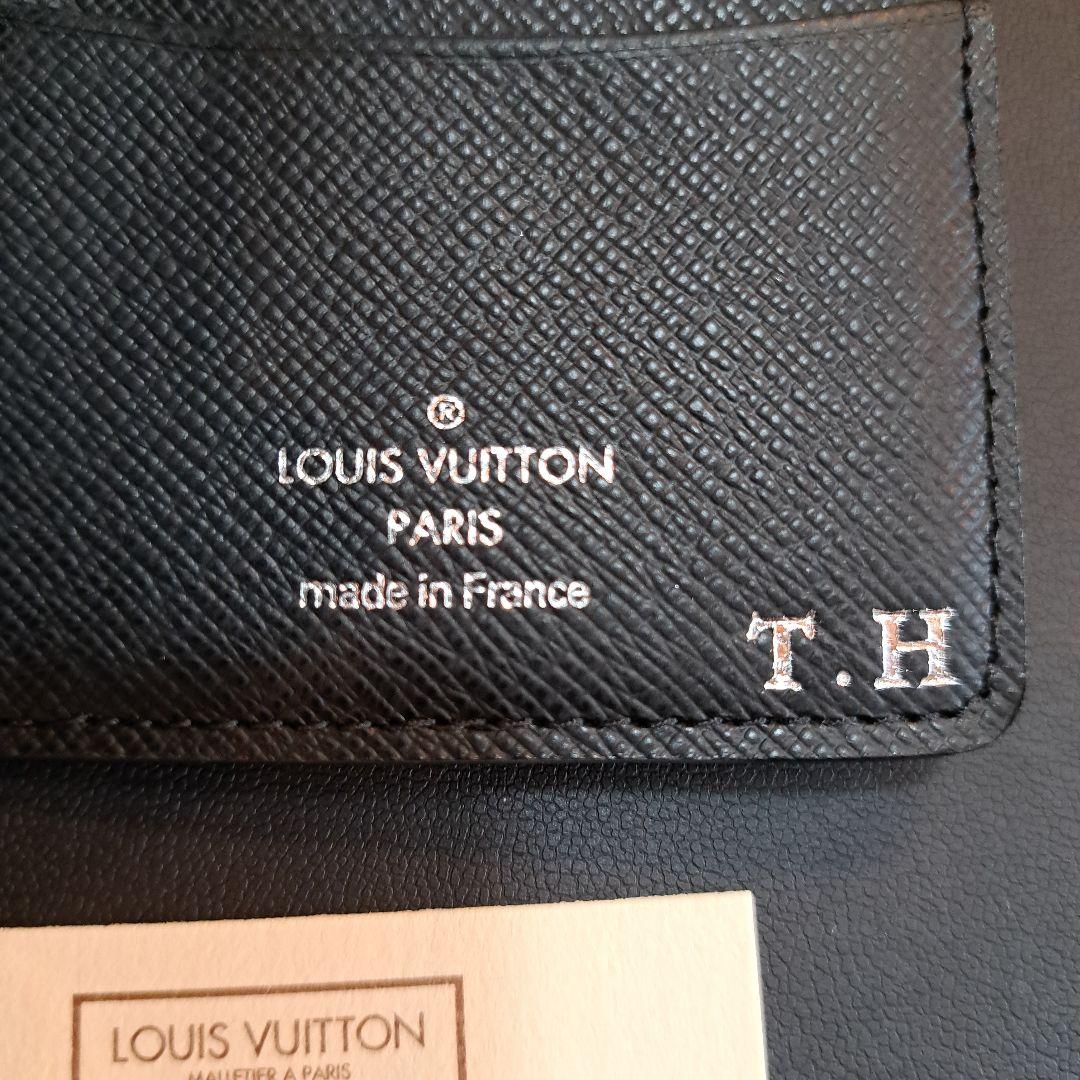 ®
LOUIS VUITTON
PARIS
made in France
T.H
LOUIS VUITTON
MALLETIER A PARIS